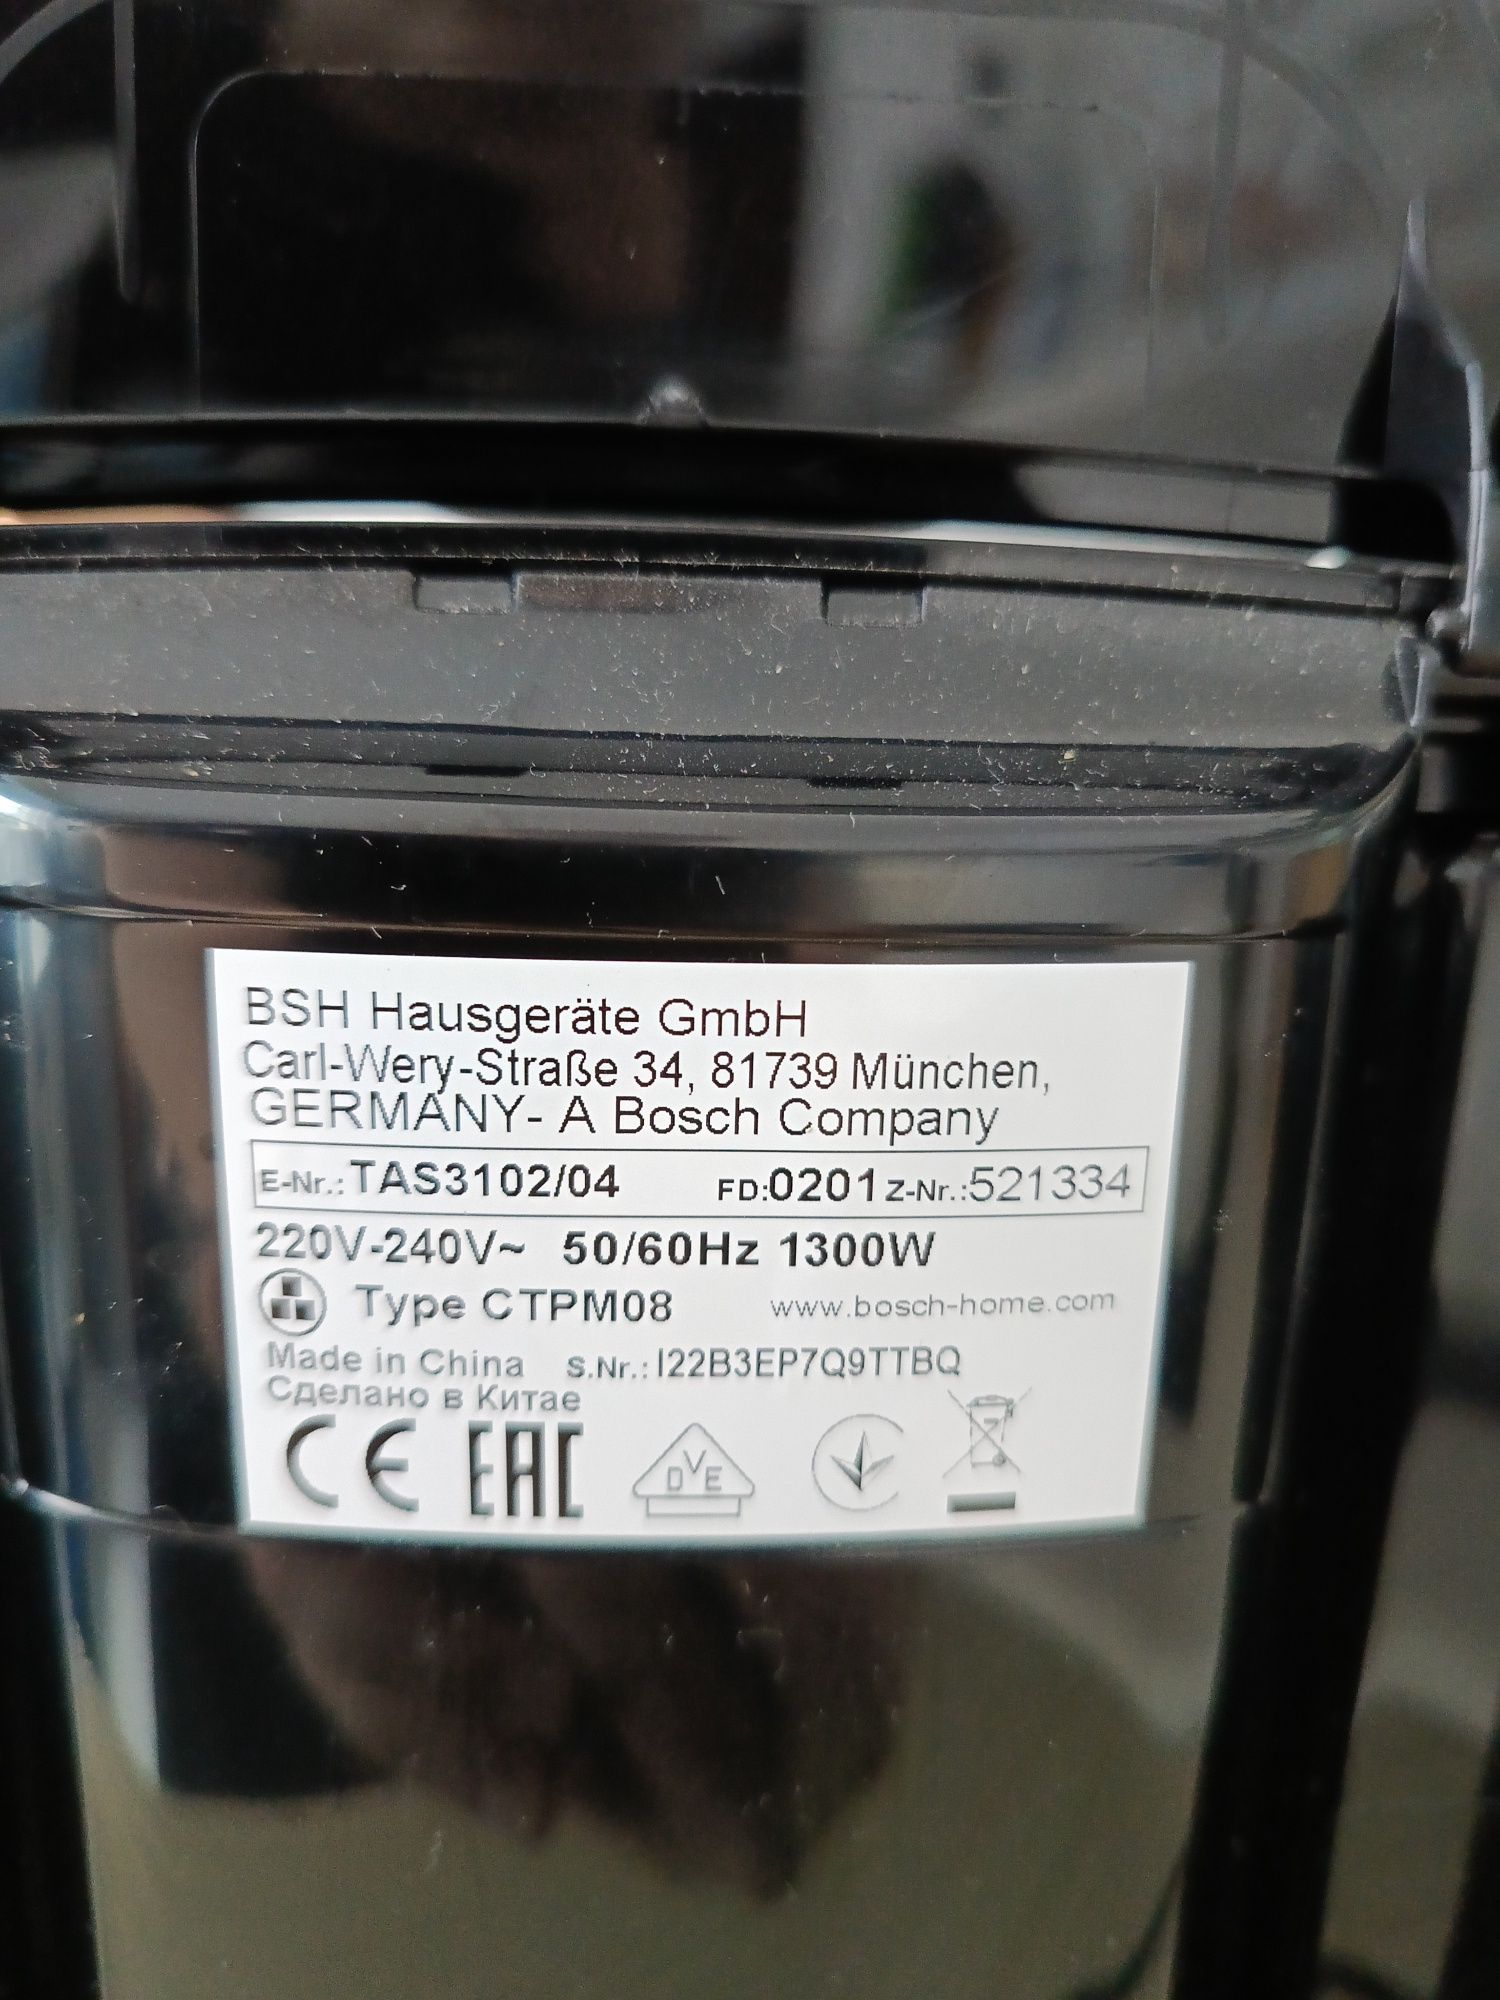 BSH Hausgeräte GmbH
Carl-Wery-Straße 34, 81739 München,
GERMANY- A Bosch Company
E-Nr.: TAS3102/04 FD:0201 Z-Nr.:521334
220V-240V~ 50/60Hz 1300W
Type CTPM08 www.bosch-home.com
Made in China S.Nr.: I22B3EP7Q9TTBQ
Сделано в Китае
CE EAC DVE